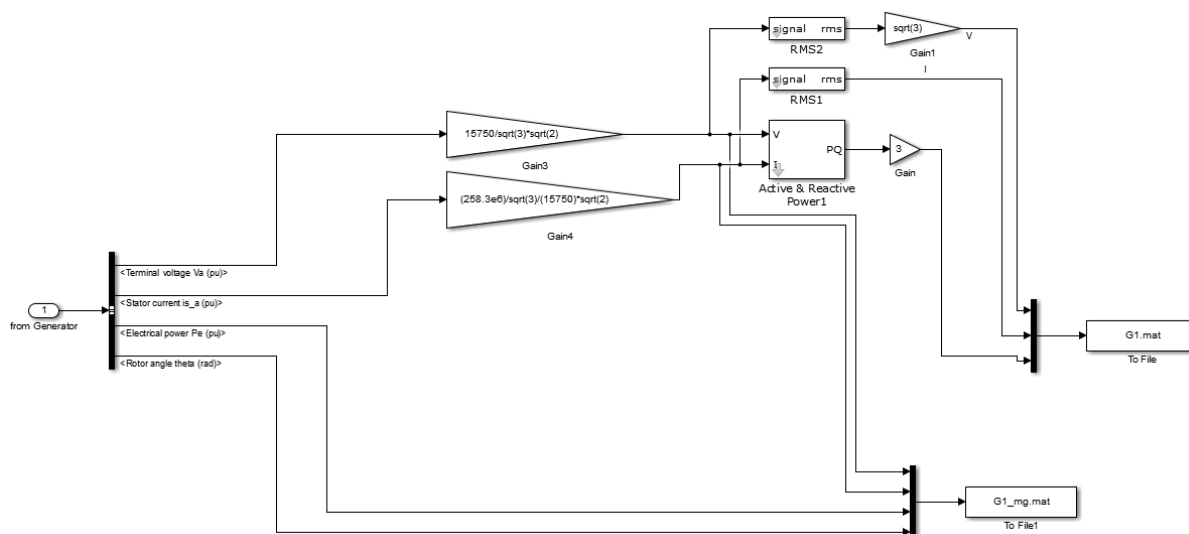 signal rms
RMS2
sqrt(3)
Gain1
V
I
signal rms
RMS1
15750/sqrt(3)*sqrt(2)
Gain3
V
I
PQ
Active & Reactive
Power1
3
Gain
(258.3e6)/sqrt(3)/(15750)*sqrt(2)
Gain4
1
from Generator
<Terminal voltage Va (pu)>
<Stator current is_a (pu)>
<Electrical power Pe (pu)>
<Rotor angle theta (rad)>
G1.mat
To File
G1_mg.mat
To File1